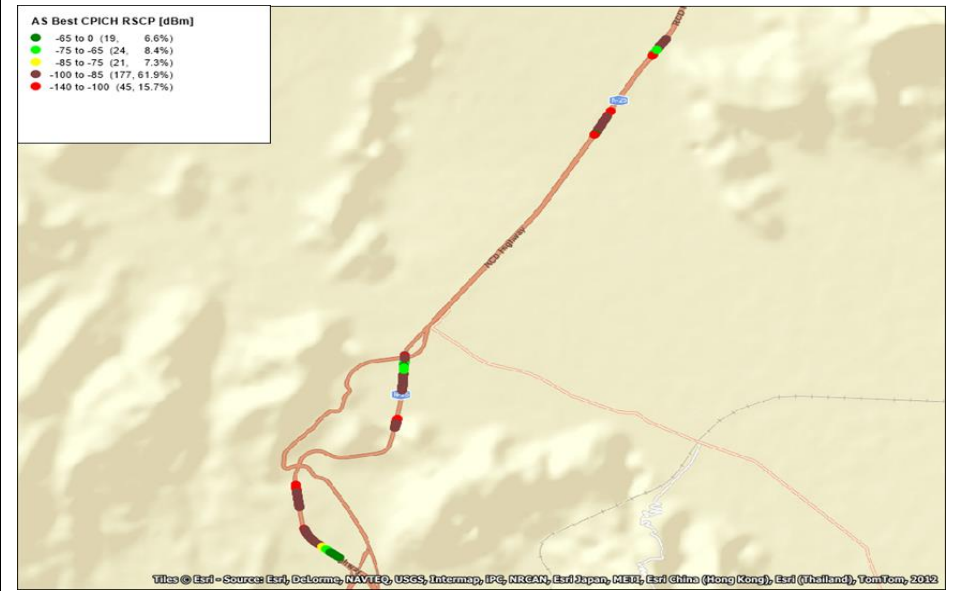 AS Best CPICH RSCP [dBm]
-65 to 0 (19, 6.6%)
-75 to -65 (24, 8.4%)
-85 to -75 (21, 7.3%)
-100 to -85 (177, 61.9%)
-140 to -100 (45, 15.7%)
N-25
RCD Highway
Tiles © Esri - Source: Esri, DeLorme, NAVTEQ, USGS, Intermap, iPC, NRCAN, Esri Japan, METI, Esri China (Hong Kong), Esri (Thailand), TomTom, 2012